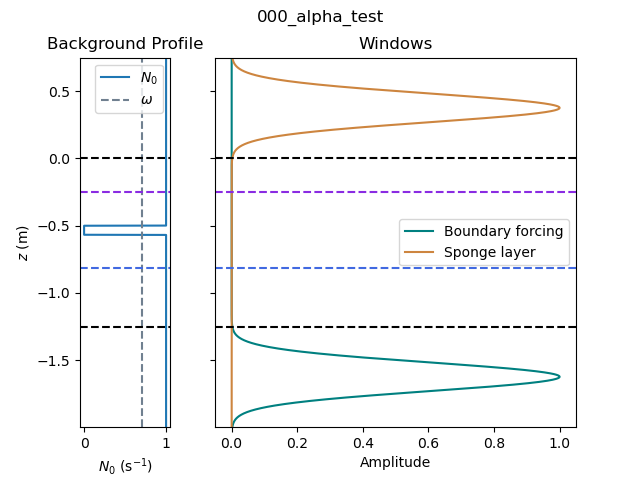 000_alpha_test
Background Profile
Windows
N₀
ω
0.5
0.0
−0.5
−1.0
−1.5
z (m)
Boundary forcing
Sponge layer
0
1
0.0
0.2
0.4
0.6
0.8
1.0
N₀ (s⁻¹)
Amplitude